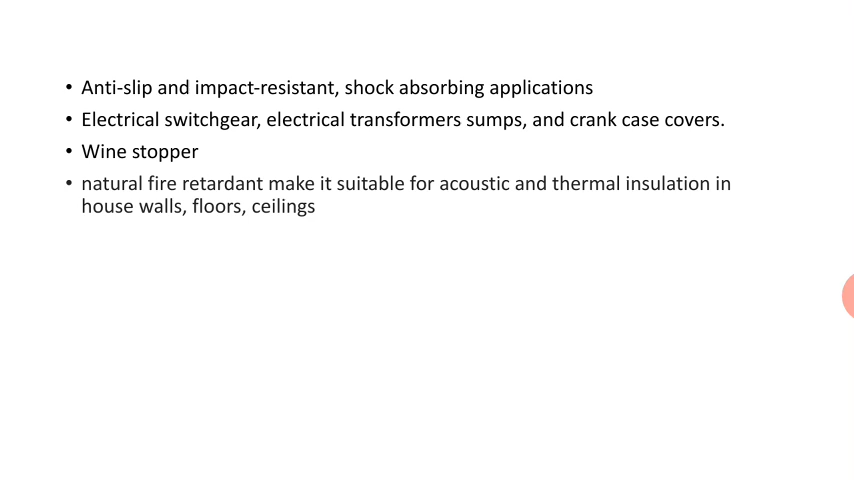 • Anti-slip and impact-resistant, shock absorbing applications
• Electrical switchgear, electrical transformers sumps, and crank case covers.
• Wine stopper
• natural fire retardant make it suitable for acoustic and thermal insulation in
house walls, floors, ceilings